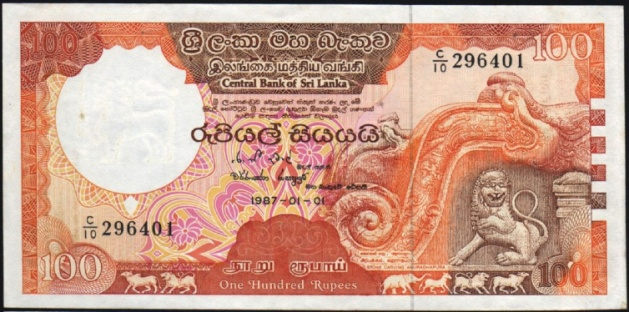 100
ශ්‍රී ලංකා මහ බැංකුව
இலங்கை மத்திய வங்கி
Central Bank of Sri Lanka
100
C/10 296401
රුපියල් සියයයි
1987-01-01
C/10 296401
100
நூறு ரூபாய்
One Hundred Rupees
100